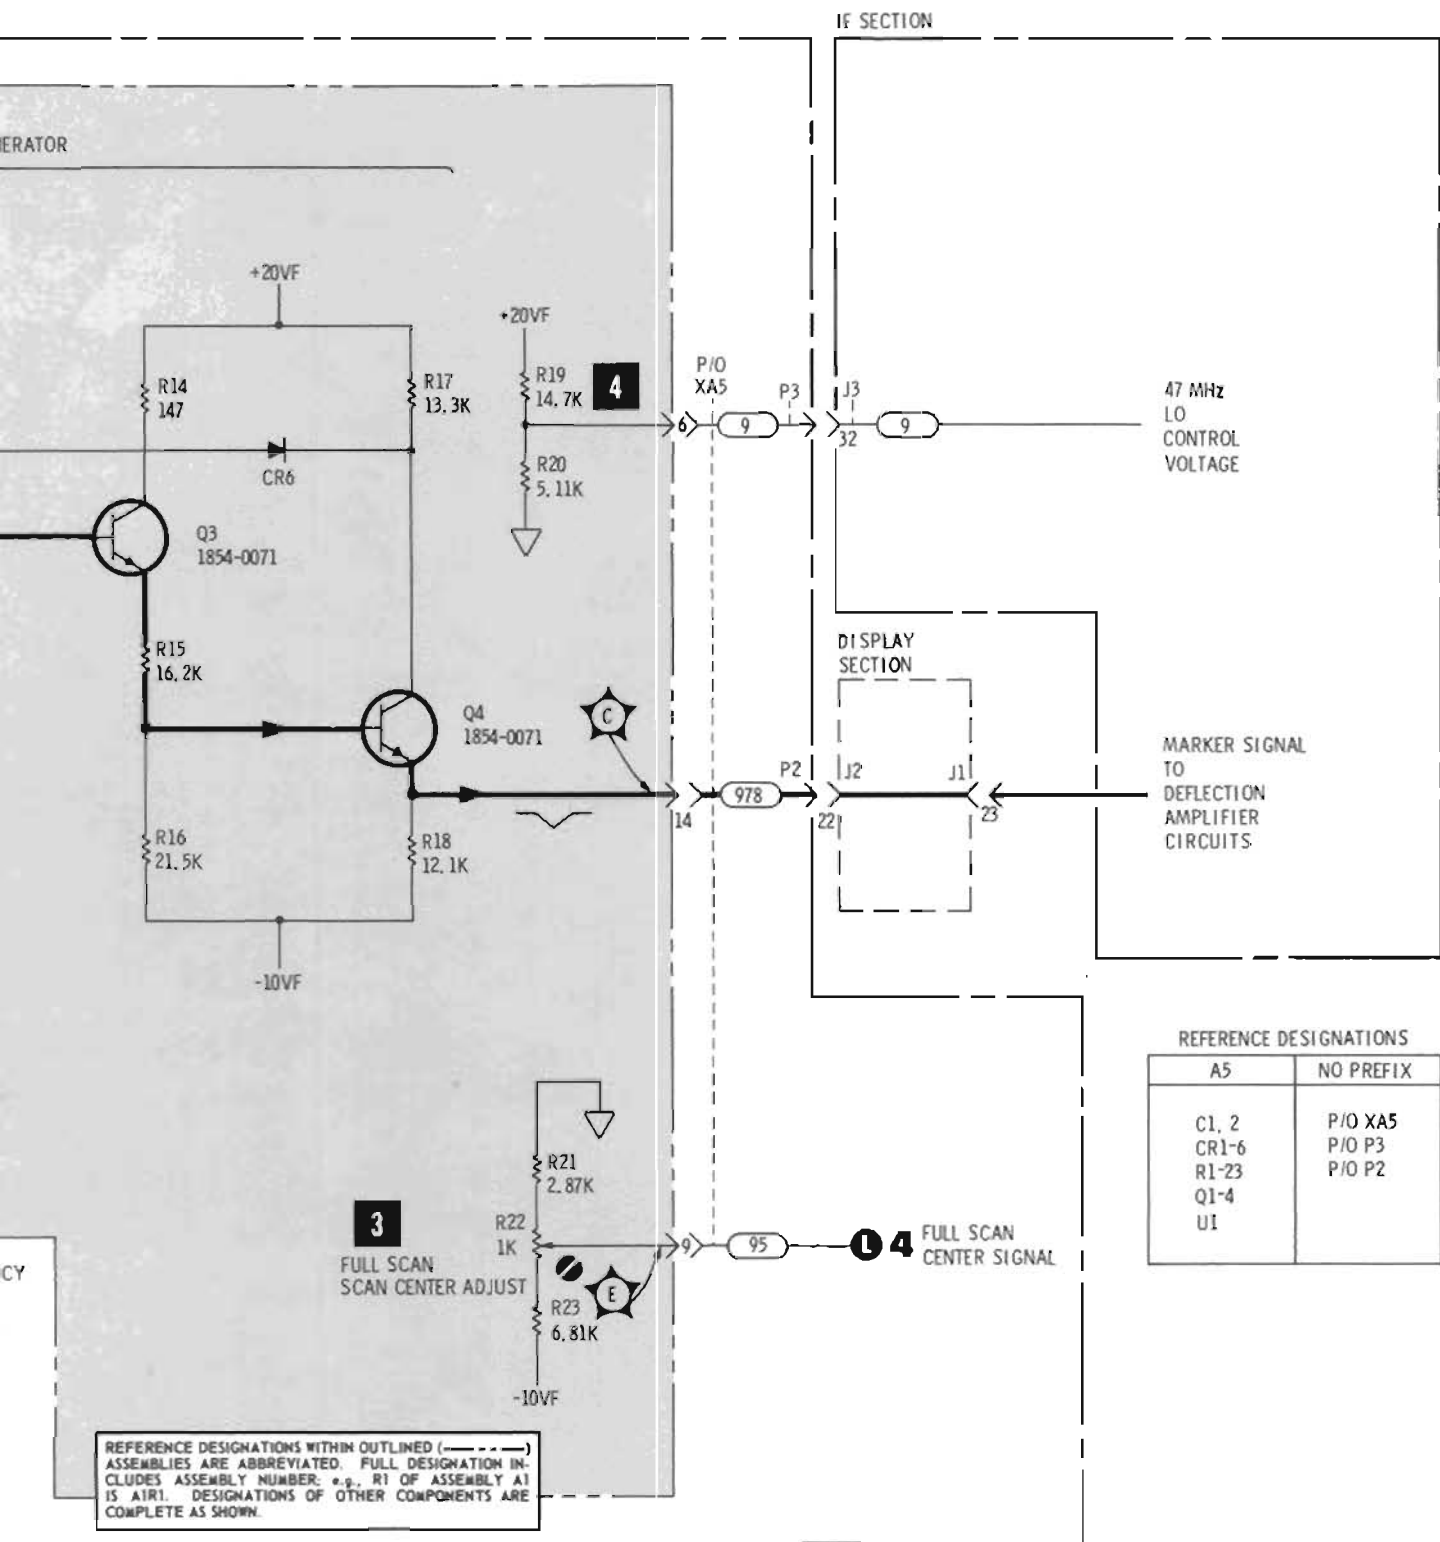 IF SECTION
ERATOR
+20VF
R14
147
R17
13.3K
CR6
Q3
1854-0071
R15
16.2K
Q4
1854-0071
R16
21.5K
R18
12.1K
-10VF
+20VF
R19
14.7K
4
R20
5.11K
P/O
XA5
6
9
P3
J3
32
9
47 MHz
LO
CONTROL
VOLTAGE
DISPLAY
SECTION
C
14
978
P2
22
J2
J1
23
MARKER SIGNAL
TO
DEFLECTION
AMPLIFIER
CIRCUITS
REFERENCE DESIGNATIONS
A5
NO PREFIX
C1, 2
CR1-6
R1-23
Q1-4
U1
P/O XA5
P/O P3
P/O P2
R21
2.87K
3
FULL SCAN
SCAN CENTER ADJUST
R22
1K
E
R23
6.81K
-10VF
9
95
L 4
FULL SCAN
CENTER SIGNAL
CY
REFERENCE DESIGNATIONS WITHIN OUTLINED (— - - —)
ASSEMBLIES ARE ABBREVIATED. FULL DESIGNATION IN-
CLUDES ASSEMBLY NUMBER; e.g., R1 OF ASSEMBLY A1
IS A1R1. DESIGNATIONS OF OTHER COMPONENTS ARE
COMPLETE AS SHOWN.